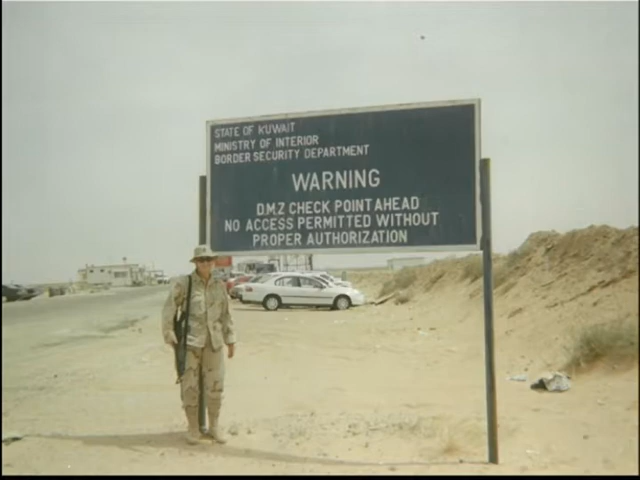 STATE OF KUWAIT
MINISTRY OF INTERIOR
BORDER SECURITY DEPARTMENT
WARNING
D.M.Z CHECK POINT AHEAD
NO ACCESS PERMITTED WITHOUT
PROPER AUTHORIZATION